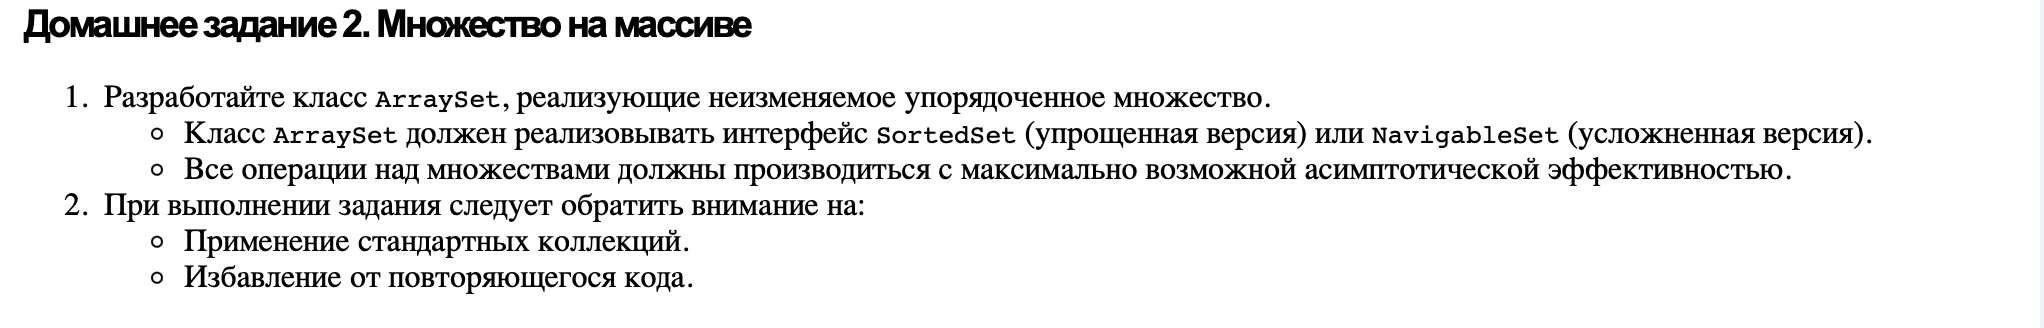 Домашнее задание 2. Множество на массиве
1. Разработайте класс ArraySet, реализующие неизменяемое упорядоченное множество.
◦ Класс ArraySet должен реализовывать интерфейс SortedSet (упрощенная версия) или NavigableSet (усложненная версия).
◦ Все операции над множествами должны производиться с максимально возможной асимптотической эффективностью.
2. При выполнении задания следует обратить внимание на:
◦ Применение стандартных коллекций.
◦ Избавление от повторяющегося кода.